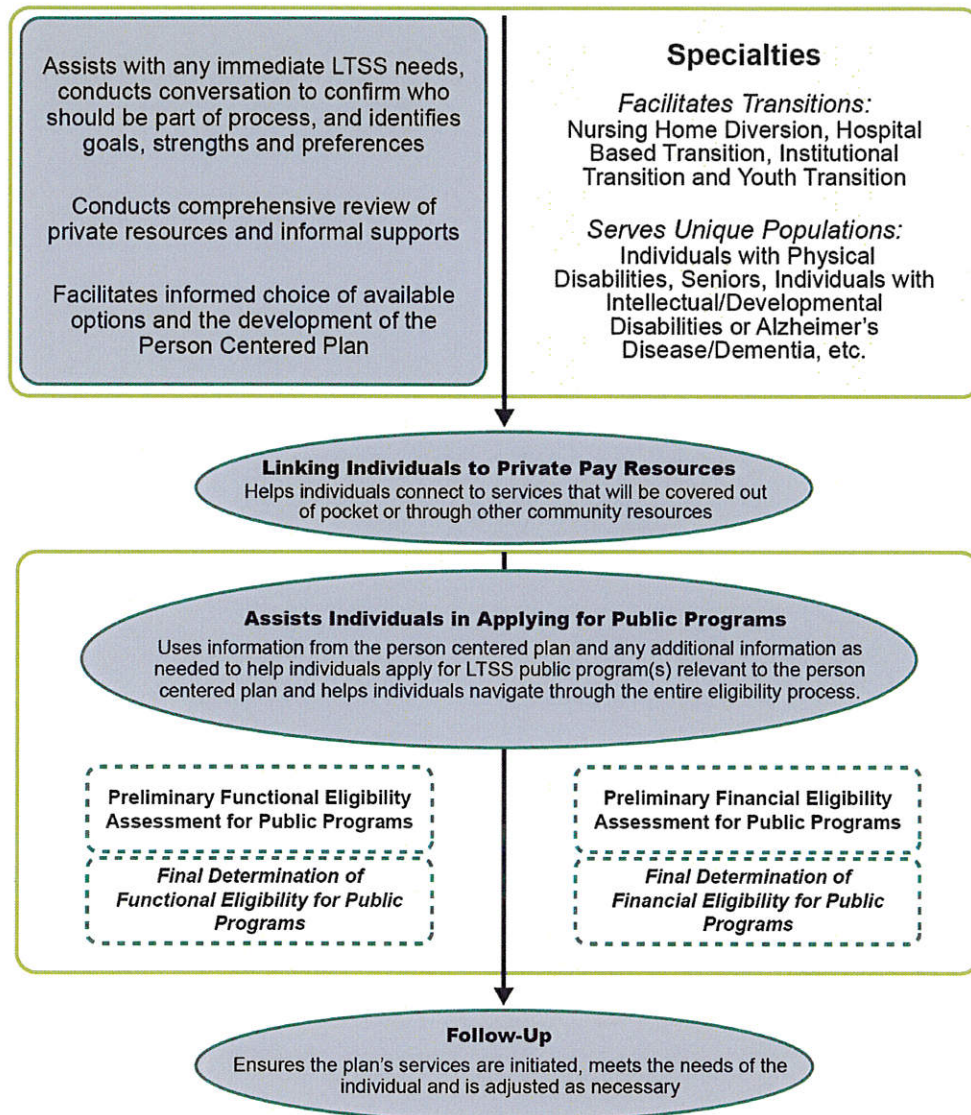 Assists with any immediate LTSS needs,
conducts conversation to confirm who
should be part of process, and identifies
goals, strengths and preferences
Conducts comprehensive review of
private resources and informal supports
Facilitates informed choice of available
options and the development of the
Person Centered Plan
Specialties
Facilitates Transitions:
Nursing Home Diversion, Hospital
Based Transition, Institutional
Transition and Youth Transition
Serves Unique Populations:
Individuals with Physical
Disabilities, Seniors, Individuals with
Intellectual/Developmental
Disabilities or Alzheimer's
Disease/Dementia, etc.
Linking Individuals to Private Pay Resources
Helps individuals connect to services that will be covered out
of pocket or through other community resources
Assists Individuals in Applying for Public Programs
Uses information from the person centered plan and any additional information as
needed to help individuals apply for LTSS public program(s) relevant to the person
centered plan and helps individuals navigate through the entire eligibility process.
Preliminary Functional Eligibility
Assessment for Public Programs
Final Determination of
Functional Eligibility for Public
Programs
Preliminary Financial Eligibility
Assessment for Public Programs
Final Determination of
Financial Eligibility for Public
Programs
Follow-Up
Ensures the plan's services are initiated, meets the needs of the
individual and is adjusted as necessary